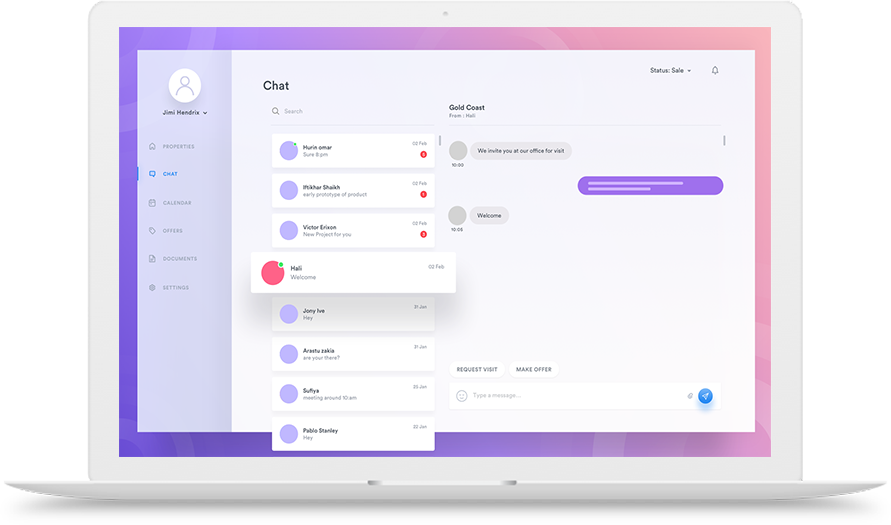 Jimi Hendrix
PROPERTIES
CHAT
CALENDAR
OFFERS
DOCUMENTS
SETTINGS
Chat
Search
Hurin omar
02 Feb
Sure 8:pm
3
Iftikhar Shaikh
02 Feb
early prototype of product
1
Victor Erixon
02 Feb
New Project for you
3
Hali
02 Feb
Welcome
Jony Ive
31 Jan
Hey
Arastu zakia
31 Jan
are your there?
Sufiya
25 Jan
meeting around 10 am
Pablo Stanley
22 Jan
Hey
Status: Sale
Gold Coast
From : Hali
We invite you at our office for visit
10:00
Welcome
10:05
REQUEST VISIT
MAKE OFFER
Type a message...